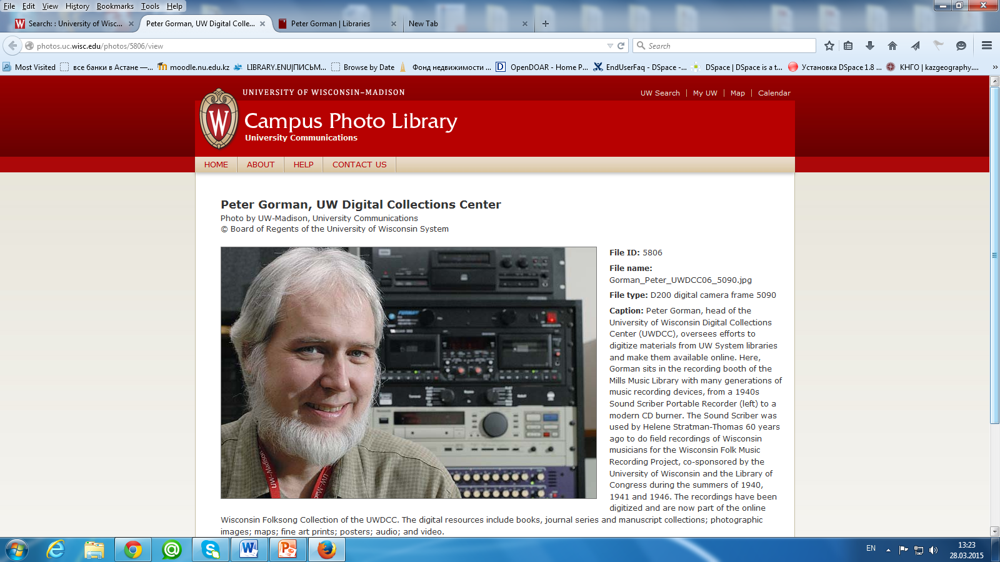 File Edit View History Bookmarks Tools Help
Search: : University of Wisc...
Peter Gorman, UW Digital Colle...
Peter Gorman | Libraries
New Tab
photos.uc.wisc.edu/photos/5806/view
Search
Most Visited
все банки в Астане —...
moodle.nu.edu.kz
LIBRARY.ENU|ПИСЬМ...
Browse by Date
Фонд недвижимости ...
OpenDOAR - Home P...
EndUserFaq - DSpace -...
DSpace | DSpace is a t...
Установка DSpace 1.8 ...
КНГО | kazgeography....
UNIVERSITY OF WISCONSIN–MADISON
UW Search | My UW | Map | Calendar
W
Campus Photo Library
University Communications
HOME ABOUT HELP CONTACT US
Peter Gorman, UW Digital Collections Center
Photo by UW-Madison, University Communications
© Board of Regents of the University of Wisconsin System
File ID: 5806
File name:
Gorman_Peter_UWDCC06_5090.jpg
File type: D200 digital camera frame 5090
Caption: Peter Gorman, head of the
University of Wisconsin Digital Collections
Center (UWDCC), oversees efforts to
digitize materials from UW System libraries
and make them available online. Here,
Gorman sits in the recording booth of the
Mills Music Library with many generations of
music recording devices, from a 1940s
Sound Scriber Portable Recorder (left) to a
modern CD burner. The Sound Scriber was
used by Helene Stratman-Thomas 60 years
ago to do field recordings of Wisconsin
musicians for the Wisconsin Folk Music
Recording Project, co-sponsored by the
University of Wisconsin and the Library of
Congress during the summers of 1940,
1941 and 1946. The recordings have been
digitized and are now part of the online
Wisconsin Folksong Collection of the UWDCC. The digital resources include books, journal series and manuscript collections; photographic
images; maps; fine art prints; posters; audio; and video.
UW-Madison
UW-Mad
EN
13:23
28.03.2015